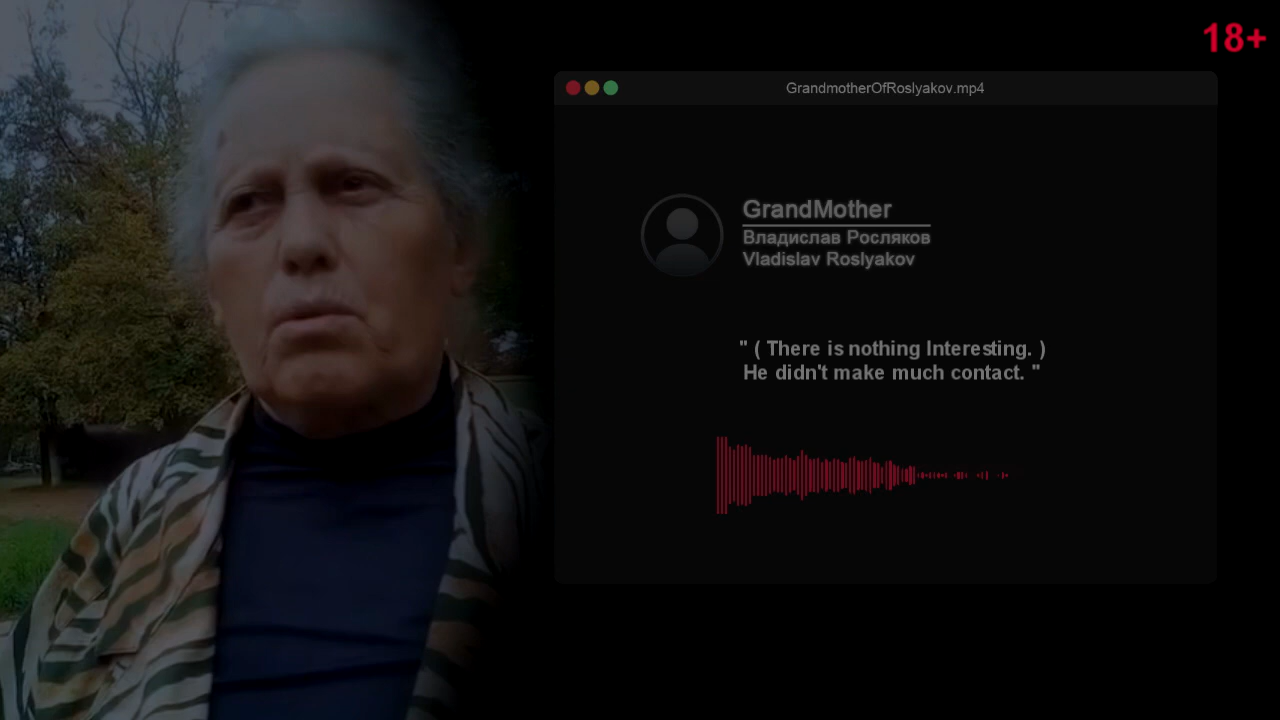 18+
GrandmotherOfRoslyakov.mp4
GrandMother
Владислав Росляков
Vladislav Roslyakov
" ( There is nothing Interesting. )
He didn't make much contact. "